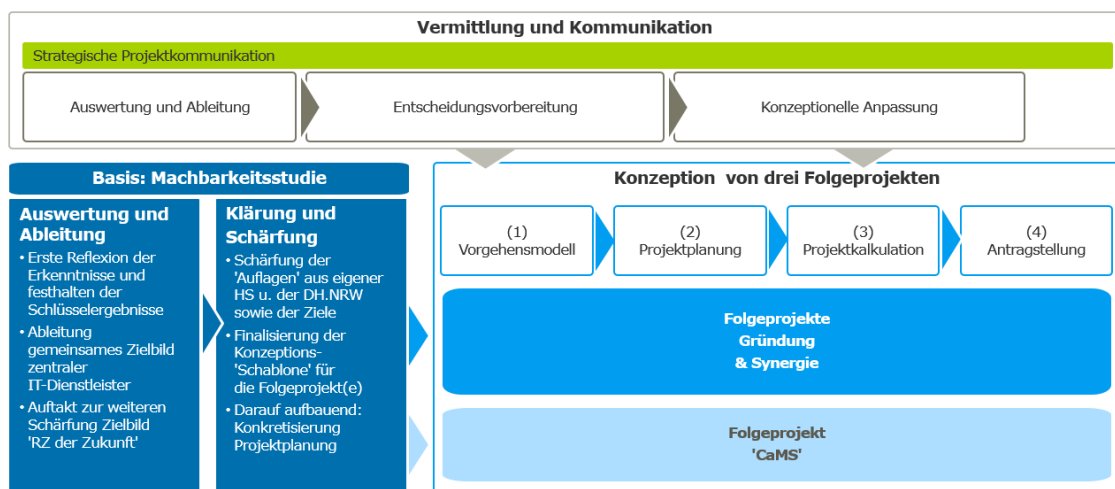 Vermittlung und Kommunikation
Strategische Projektkommunikation
Auswertung und Ableitung
Entscheidungsvorbereitung
Konzeptionelle Anpassung
Basis: Machbarkeitsstudie
Auswertung und
Ableitung
• Erste Reflexion der
Erkenntnisse und
festhalten der
Schlüsselergebnisse
• Ableitung
gemeinsames Zielbild
zentraler
IT-Dienstleister
• Auftakt zur weiteren
Schärfung Zielbild
'RZ der Zukunft'
Klärung und
Schärfung
• Schärfung der
'Auflagen' aus eigener
HS u. der DH.NRW
sowie der Ziele
• Finalisierung der
Konzeptions-
'Schablone' für
die Folgeprojekt(e)
• Darauf aufbauend:
Konkretisierung
Projektplanung
Konzeption von drei Folgeprojekten
(1)
Vorgehensmodell
(2)
Projektplanung
(3)
Projektkalkulation
(4)
Antragstellung
Folgeprojekte
Gründung
& Synergie
Folgeprojekt
'CaMS'